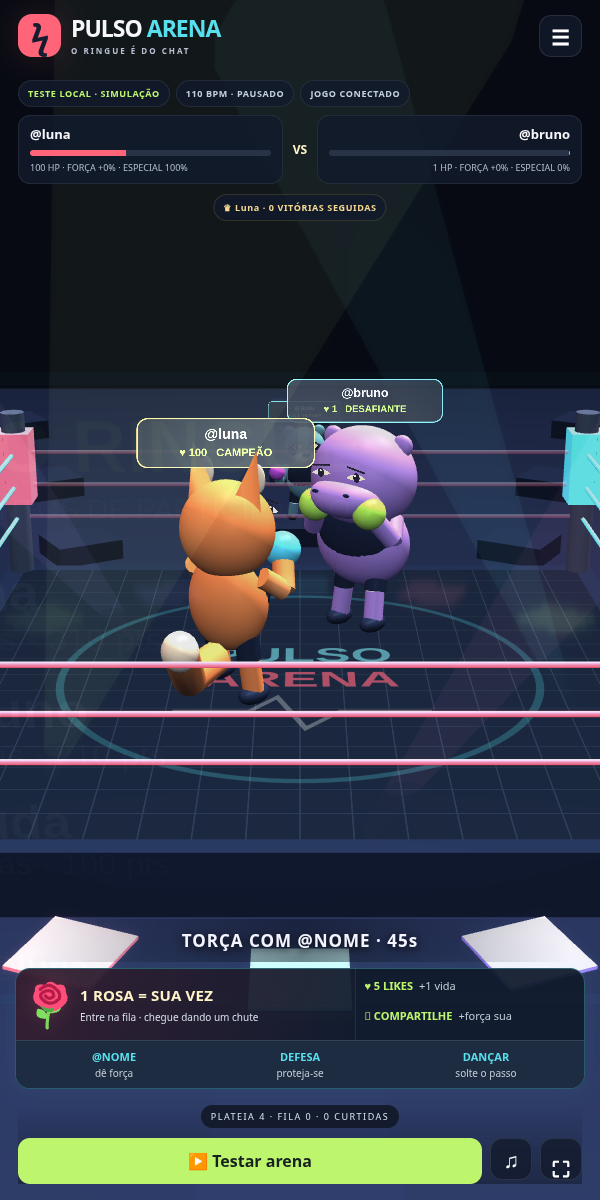 PULSO ARENA
O RINGUE É DO CHAT
TESTE LOCAL · SIMULAÇÃO
110 BPM · PAUSADO
JOGO CONECTADO
@luna
100 HP · FORÇA +0% · ESPECIAL 100%
VS
@bruno
1 HP · FORÇA +0% · ESPECIAL 0%
♛ Luna · 0 VITÓRIAS SEGUIDAS
@bruno
♥ 1 DESAFIANTE
@luna
♥ 100 CAMPEÃO
PULSO
ARENA
TORÇA COM @NOME · 45s
1 ROSA = SUA VEZ
Entre na fila · chegue dando um chute
♥ 5 LIKES +1 vida
COMPARTILHE +força sua
@NOME
dê força
DEFESA
proteja-se
DANÇAR
solte o passo
PLATEIA 4 · FILA 0 · 0 CURTIDAS
▶ Testar arena